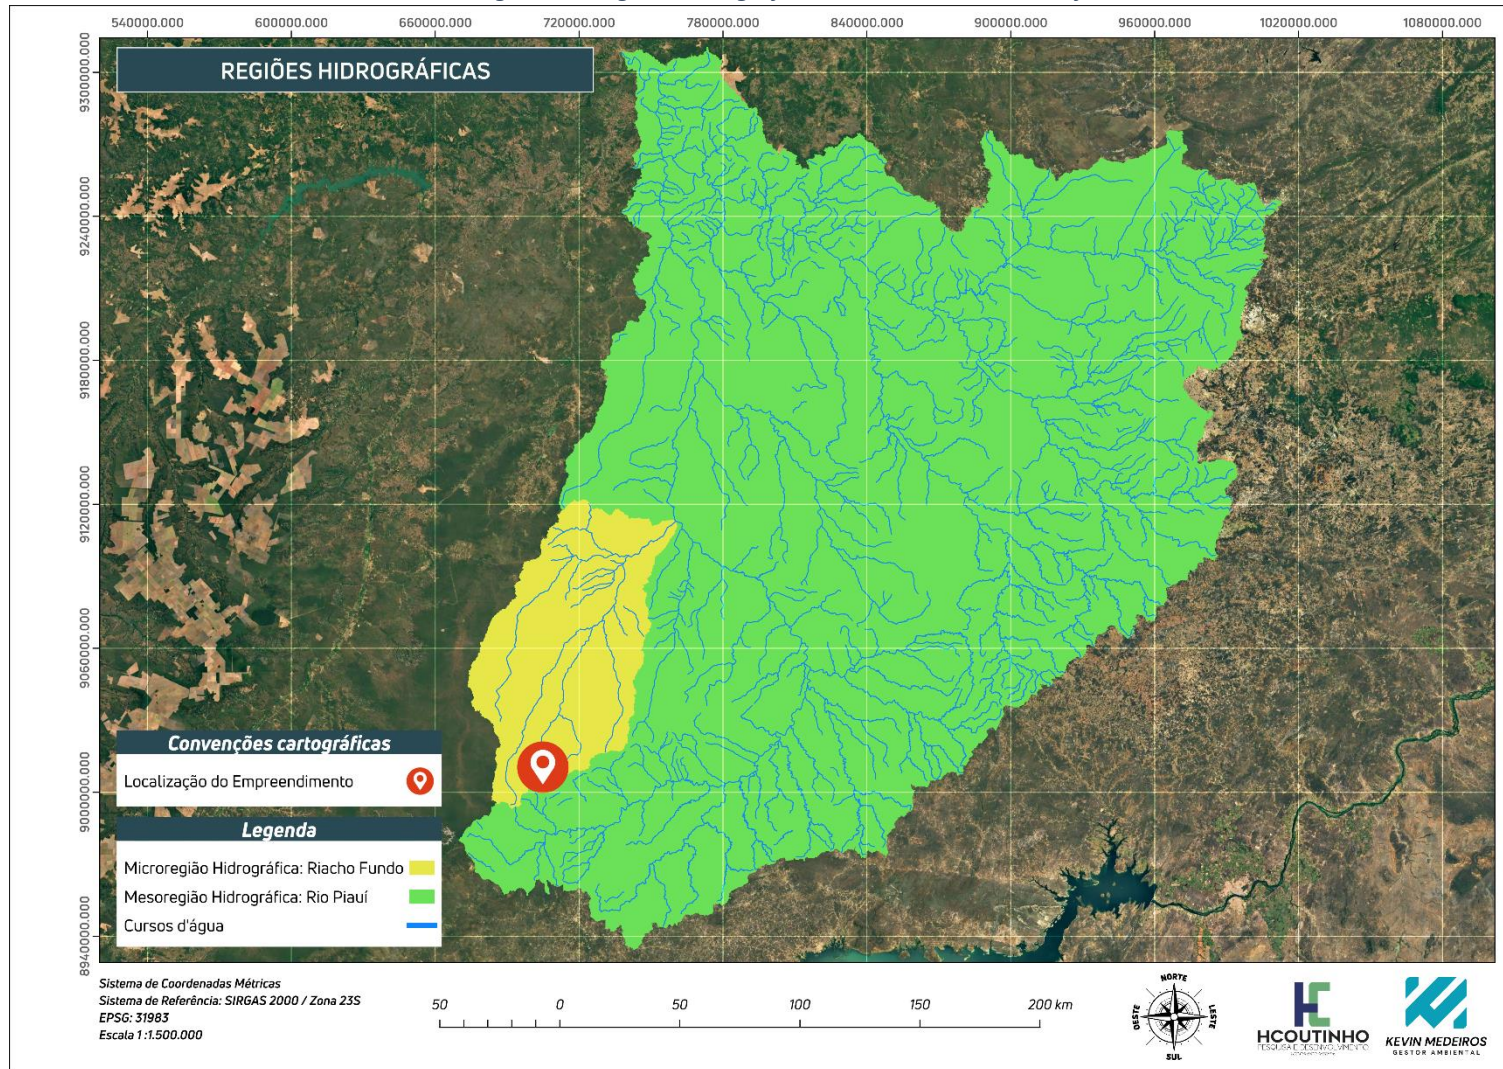 540000.000 600000.000 660000.000 720000.000 780000.000 840000.000 900000.000 960000.000 1020000.000 1080000.000
REGIÕES HIDROGRÁFICAS
9300000.000
9240000.000
9180000.000
9120000.000
9060000.000
9000000.000
8940000.000
Convenções cartográficas
Localização do Empreendimento
Legenda
Microregião Hidrográfica: Riacho Fundo
Mesoregião Hidrográfica: Rio Piauí
Cursos d'água
Sistema de Coordenadas Métricas
Sistema de Referência: SIRGAS 2000 / Zona 23S
EPSG: 31983
Escala 1:1.500.000
50 0 50 100 150 200 km
NORTE
OESTE
LESTE
SUL
HCOUTINHO
PESQUISA E DESENVOLVIMENTO
KEVIN MEDEIROS
GESTOR AMBIENTAL